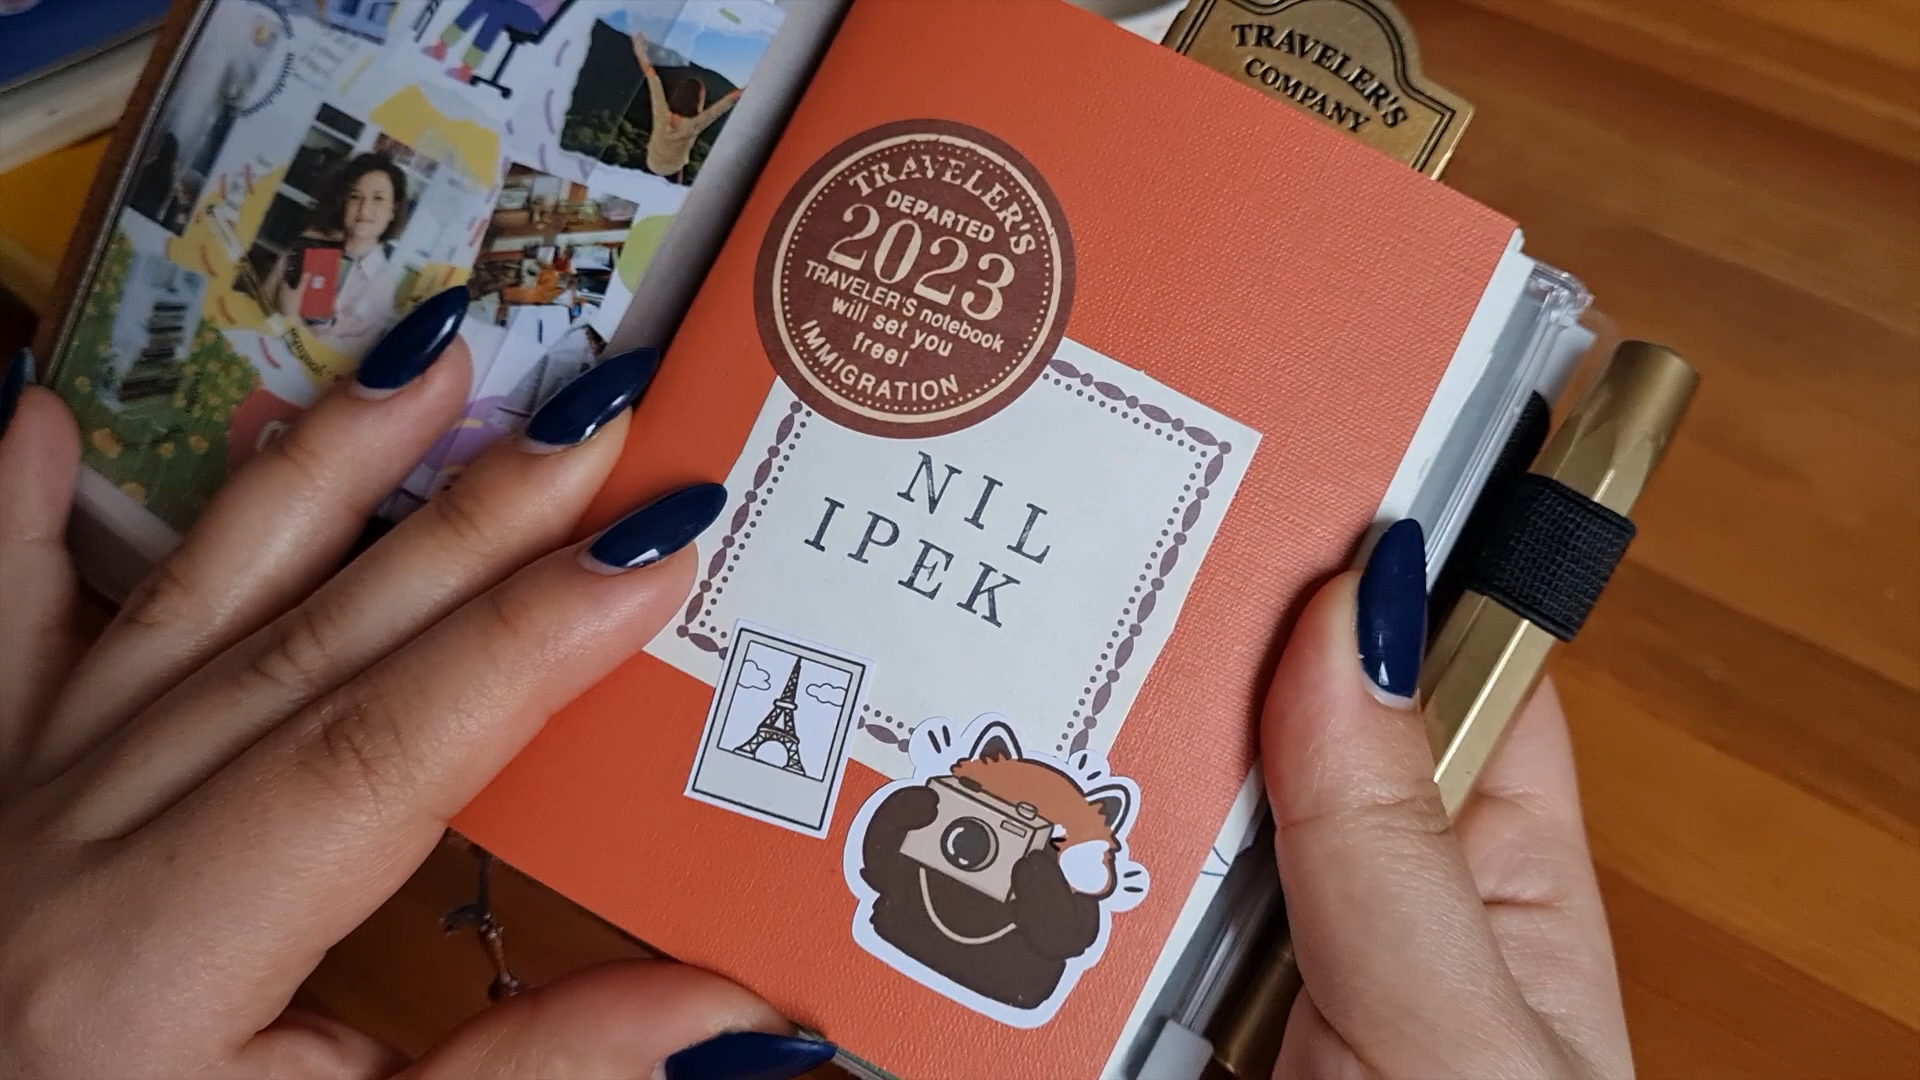 TRAVELER'S
COMPANY
TRAVELER'S
DEPARTED
2023
TRAVELER'S notebook
will set you
free!
IMMIGRATION
NIL
IPEK